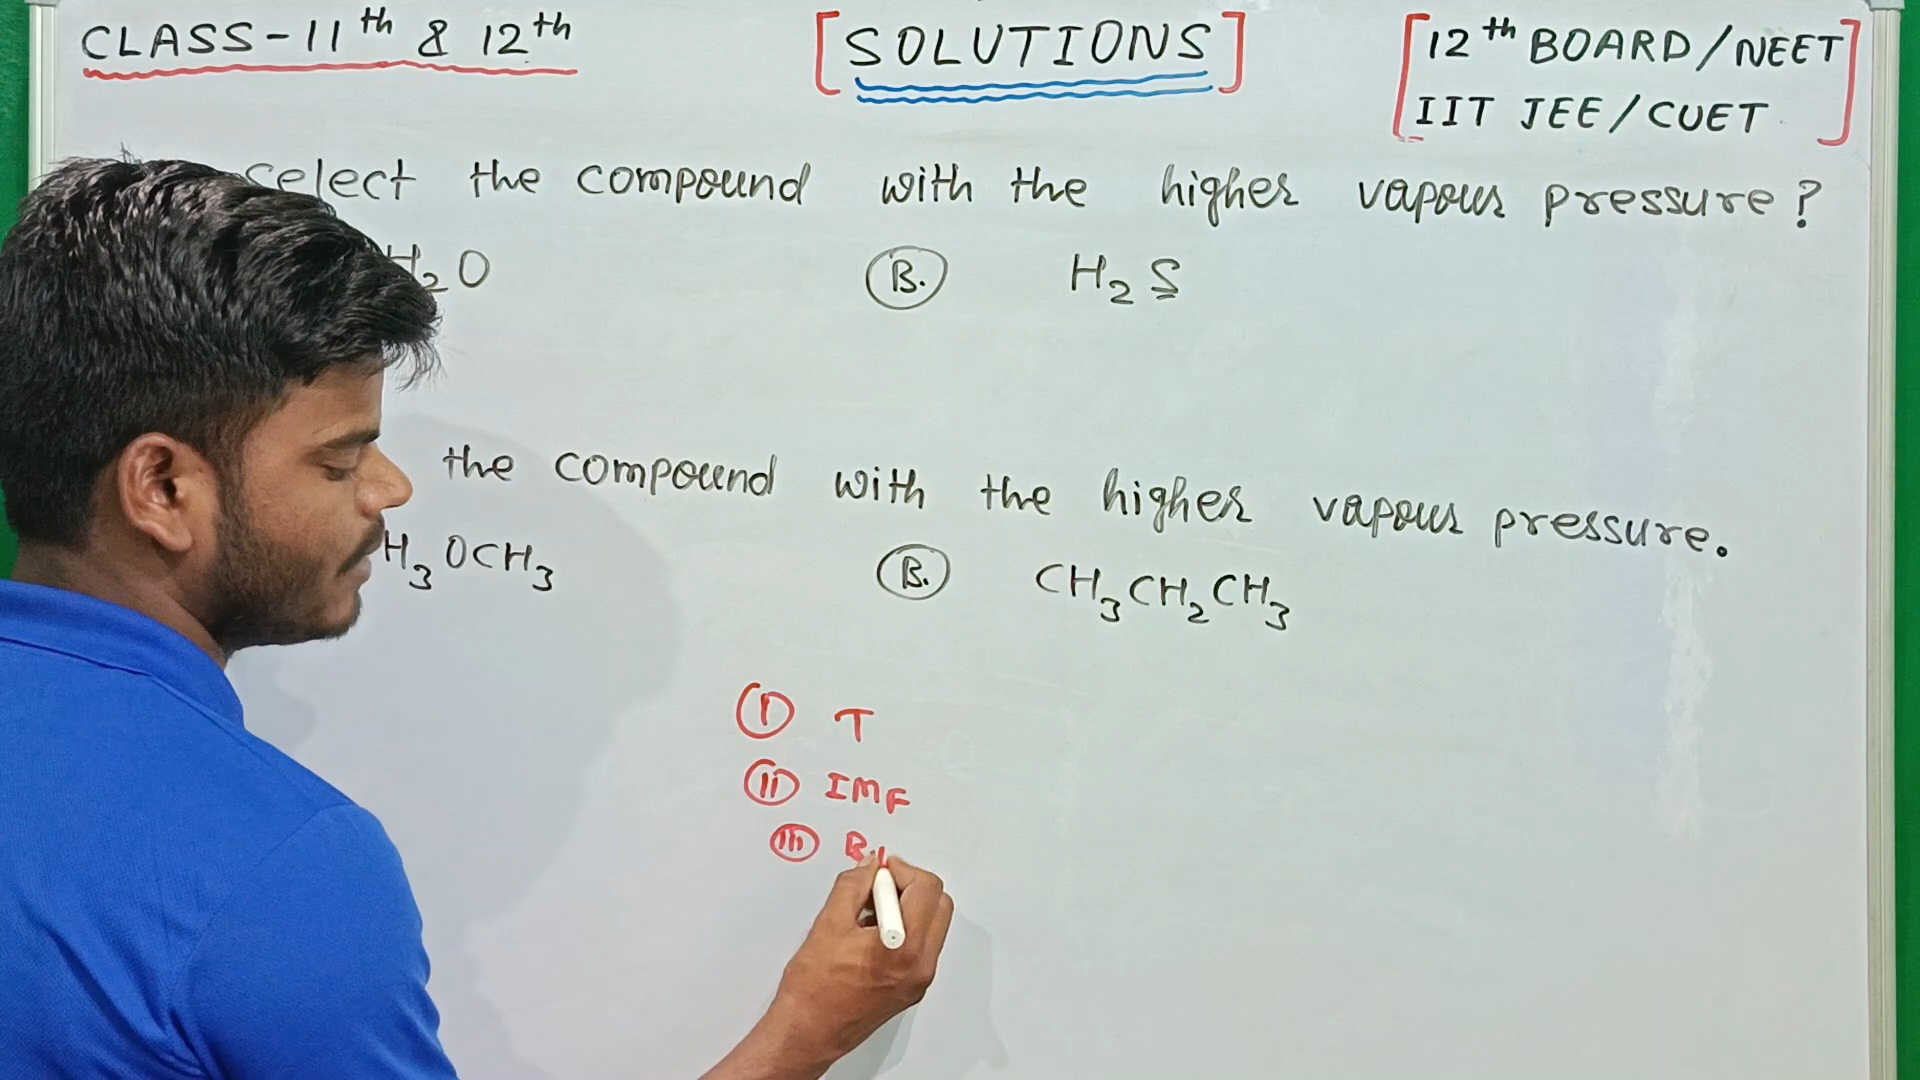 CLASS-11th & 12th
[SOLUTIONS]
[12th BOARD/NEET
IIT JEE/CUET]
select the compound with the higher vapour pressure?
H2O
B. H2S
the compound with the higher vapour pressure.
H3OCH3
B. CH3CH2CH3
I T
II IMF
III B.